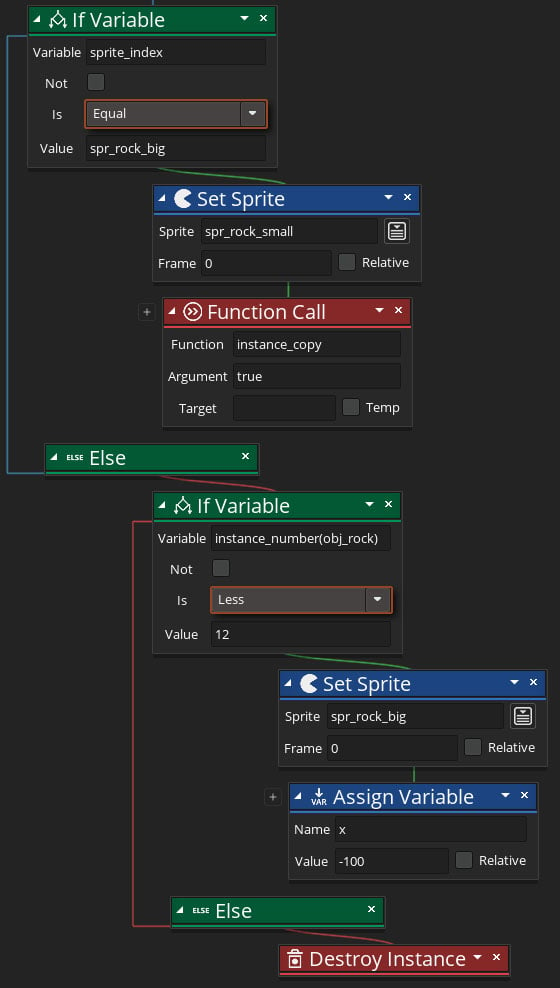 If Variable
Variable sprite_index
Not
Is Equal
Value spr_rock_big
Set Sprite
Sprite spr_rock_small
Frame 0 Relative
Function Call
Function instance_copy
Argument true
Target Temp
ELSE Else
If Variable
Variable instance_number(obj_rock)
Not
Is Less
Value 12
Set Sprite
Sprite spr_rock_big
Frame 0 Relative
VAR Assign Variable
Name x
Value -100 Relative
ELSE Else
Destroy Instance